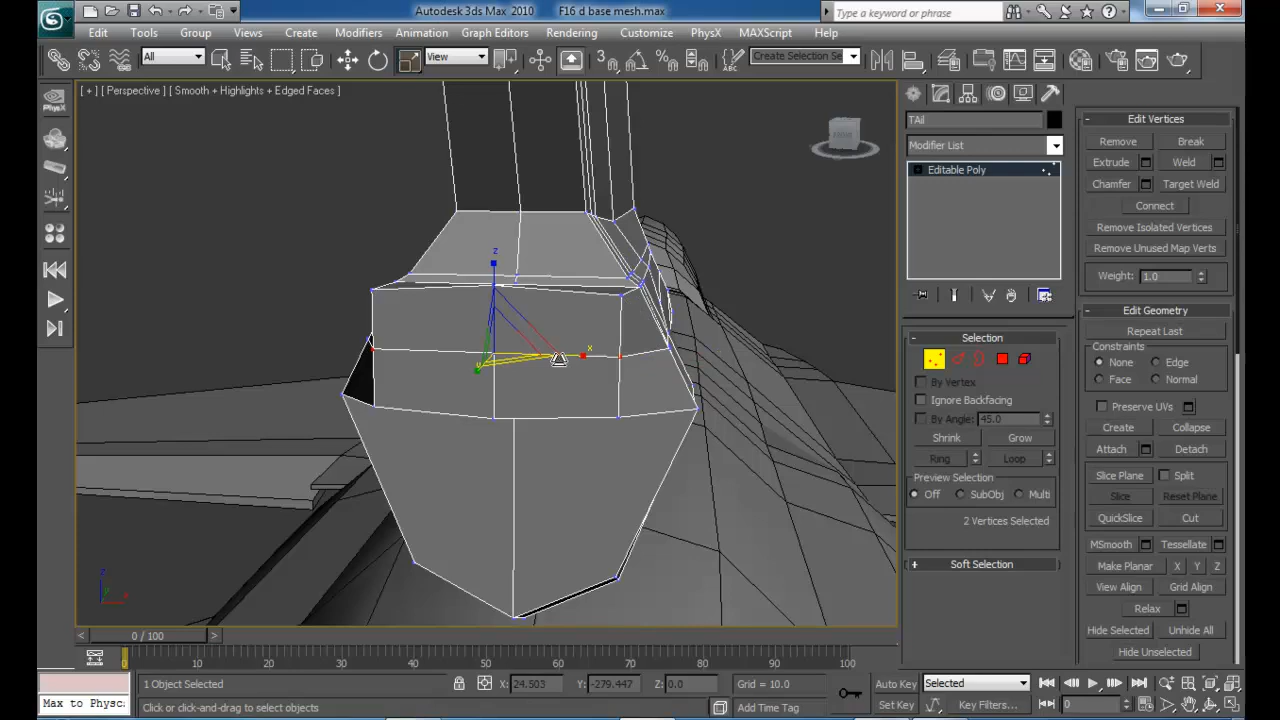 Autodesk 3ds Max 2010    F16 d base mesh.max
Type a keyword or phrase
Edit Tools Group Views Create Modifiers Animation Graph Editors Rendering Customize PhysX MAXScript Help
All View 3 Create Selection Se
[ + ] [ Perspective ] [ Smooth + Highlights + Edged Faces ]
PhysX
z
x
y
z
x
TAil
Modifier List
Editable Poly
- Selection
By Vertex
Ignore Backfacing
By Angle: 45.0
Shrink Grow
Ring Loop
Preview Selection
Off SubObj Multi
2 Vertices Selected
+ Soft Selection
- Edit Vertices
Remove Break
Extrude Weld
Chamfer Target Weld
Connect
Remove Isolated Vertices
Remove Unused Map Verts
Weight: 1.0
- Edit Geometry
Repeat Last
Constraints
None Edge
Face Normal
Preserve UVs
Create Collapse
Attach Detach
Slice Plane Split
Slice Reset Plane
QuickSlice Cut
MSmooth Tessellate
Make Planar X Y Z
View Align Grid Align
Relax
Hide Selected Unhide All
Hide Unselected
< 0 / 100 >
0 10 20 30 40 50 60 70 80 90 100
1 Object Selected X: 24.503 Y: -279.447 Z: 0.0 Grid = 10.0 Auto Key Selected
Max to Physc. Click or click-and-drag to select objects Add Time Tag Set Key Key Filters... 0